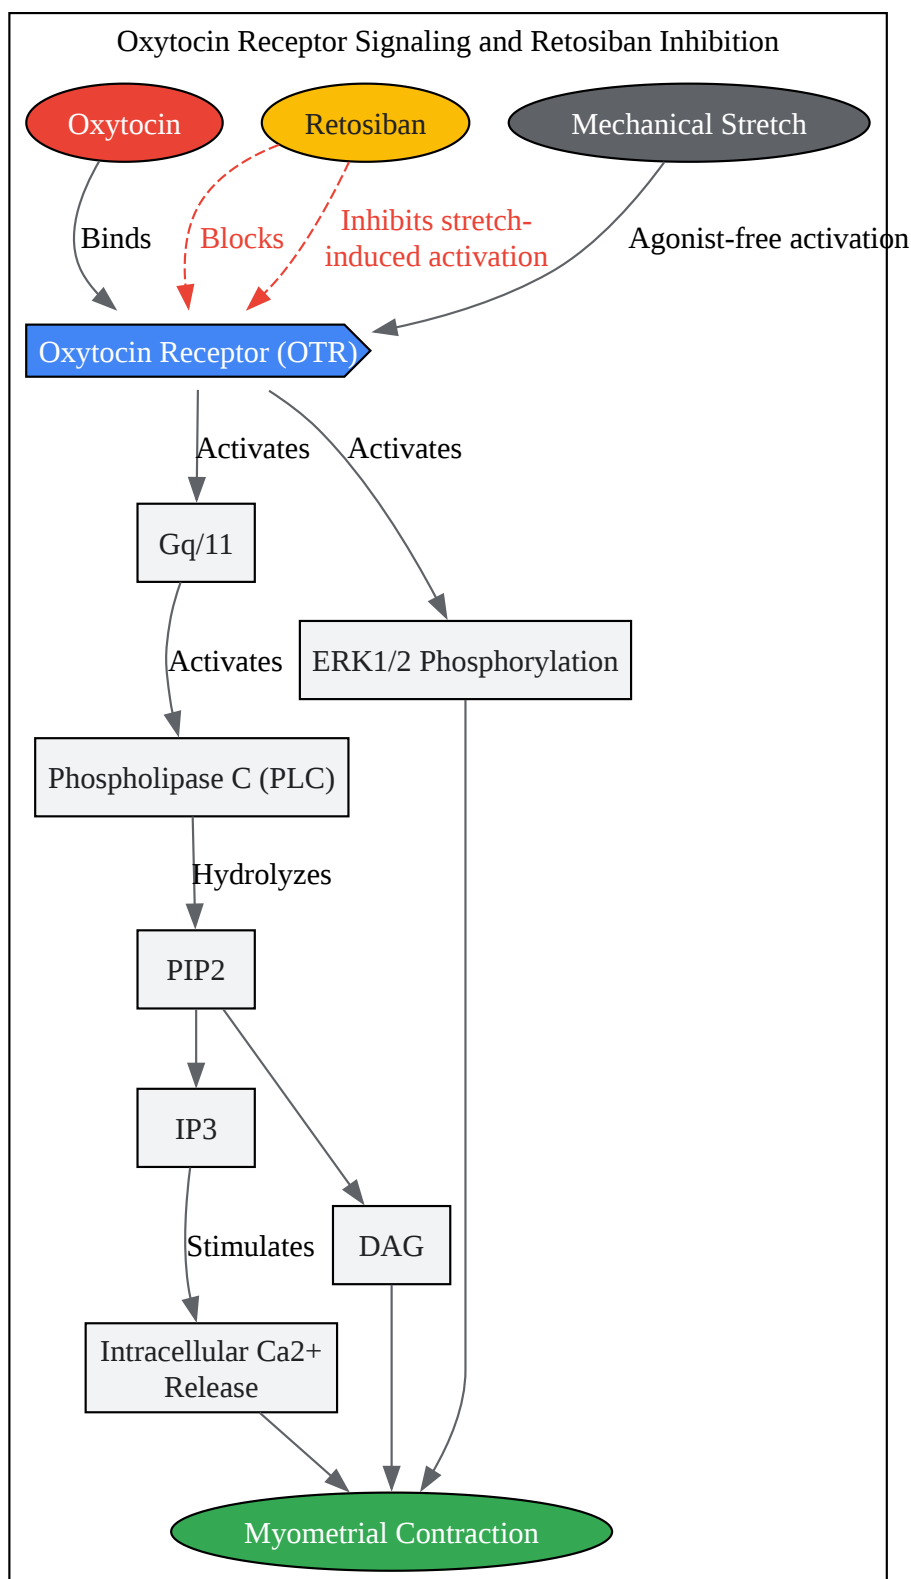 Oxytocin Receptor Signaling and Retosiban Inhibition
Oxytocin
Retosiban
Mechanical Stretch
Binds
Blocks
Inhibits stretch-
induced activation
Agonist-free activation
Oxytocin Receptor (OTR)
Activates
Activates
Gq/11
Activates
ERK1/2 Phosphorylation
Phospholipase C (PLC)
Hydrolyzes
PIP2
IP3
Stimulates
DAG
Intracellular Ca2+
Release
Myometrial Contraction